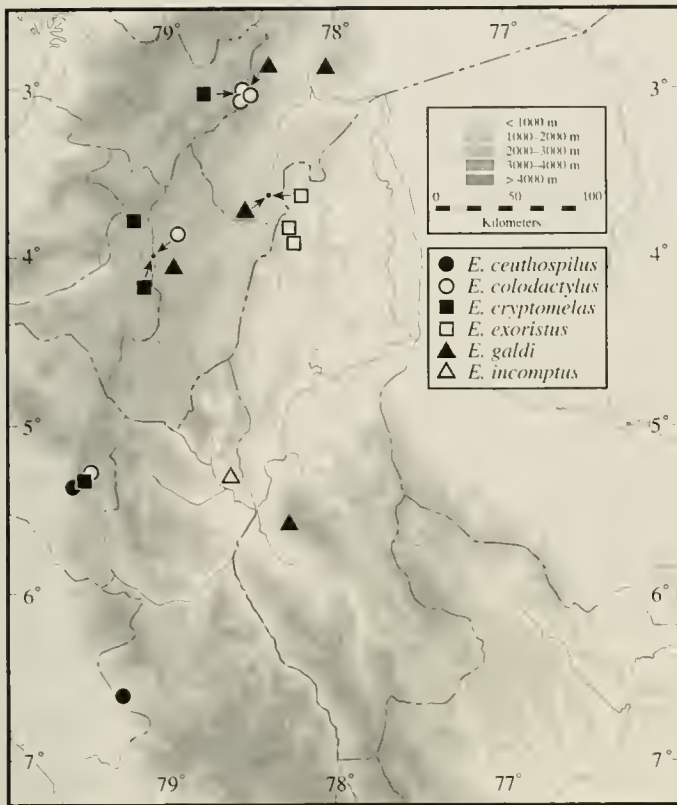 79° 78° 77°
3° 3°
< 1000 m
1000–2000 m
2000–3000 m
3000–4000 m
> 4000 m
0 50 100
Kilometers
4° 4°
E. ceuthospilus
E. colodactylus
E. cryptomelas
E. exoristus
E. galdi
E. incomptus
5° 5°
6° 6°
7° 7°
79° 78° 77°